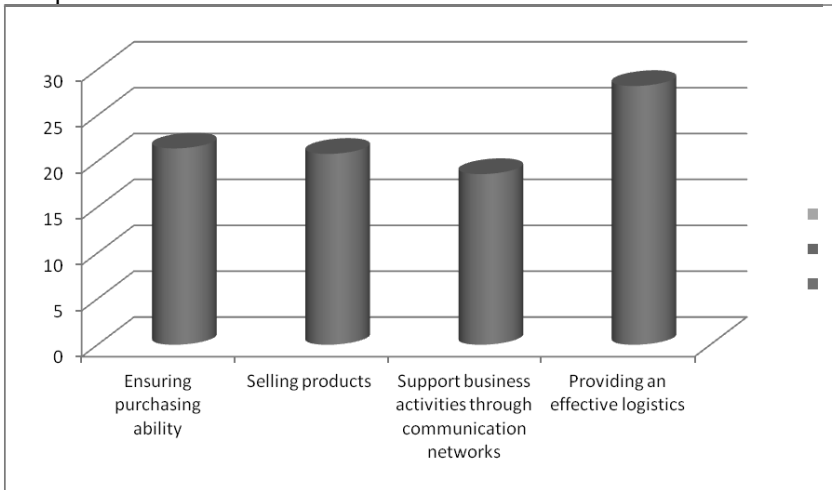 30
25
20
15
10
5
0
Ensuring
purchasing
ability
Selling products
Support business
activities through
communication
networks
Providing an
effective logistics